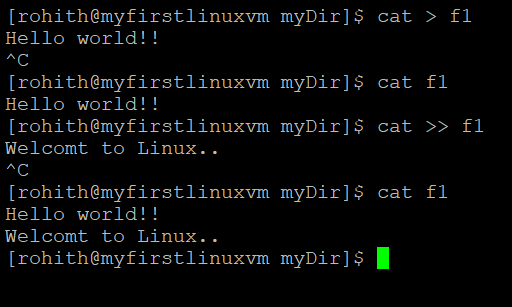 [rohith@myfirstlinuxvm myDir]$ cat > f1
Hello world!!
^C
[rohith@myfirstlinuxvm myDir]$ cat f1
Hello world!!
[rohith@myfirstlinuxvm myDir]$ cat >> f1
Welcomt to Linux..
^C
[rohith@myfirstlinuxvm myDir]$ cat f1
Hello world!!
Welcomt to Linux..
[rohith@myfirstlinuxvm myDir]$